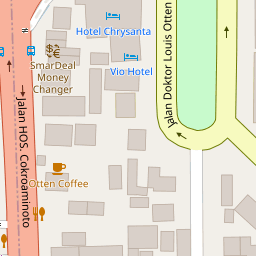 Hotel Chrysanta
SmarDeal
Money
Changer
Vio Hotel
Jalan Doktor Louis Otten
Jalan HOS. Cokroaminoto
Otten Coffee